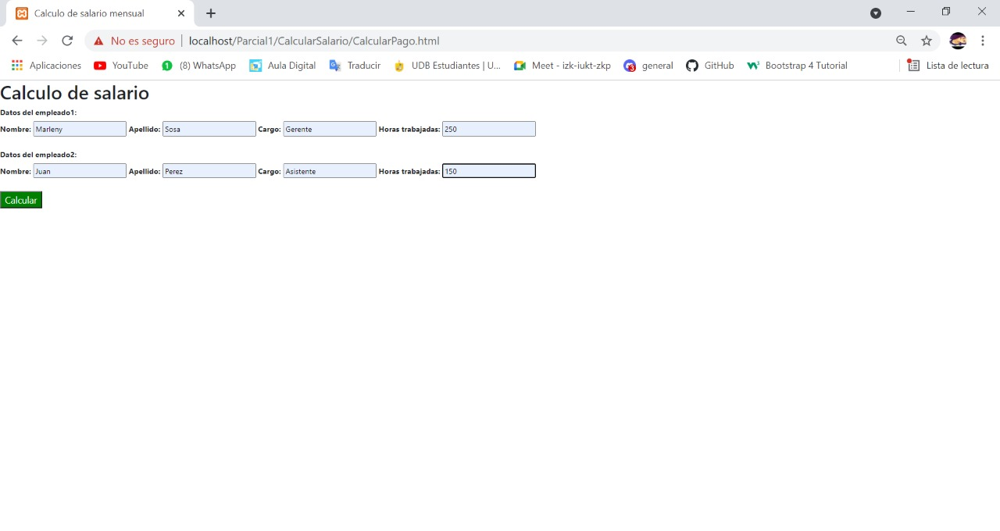 Calculo de salario mensual
No es seguro | localhost/Parcial1/CalcularSalario/CalcularPago.html
Aplicaciones YouTube 1 (8) WhatsApp Aula Digital Traducir UDB Estudiantes | U... Meet - izk-iukt-zkp 3 general GitHub Bootstrap 4 Tutorial Lista de lectura
Calculo de salario
Datos del empleado1:
Nombre: Marleny Apellido: Sosa Cargo: Gerente Horas trabajadas: 250
Datos del empleado2:
Nombre: Juan Apellido: Perez Cargo: Asistente Horas trabajadas: 150
Calcular